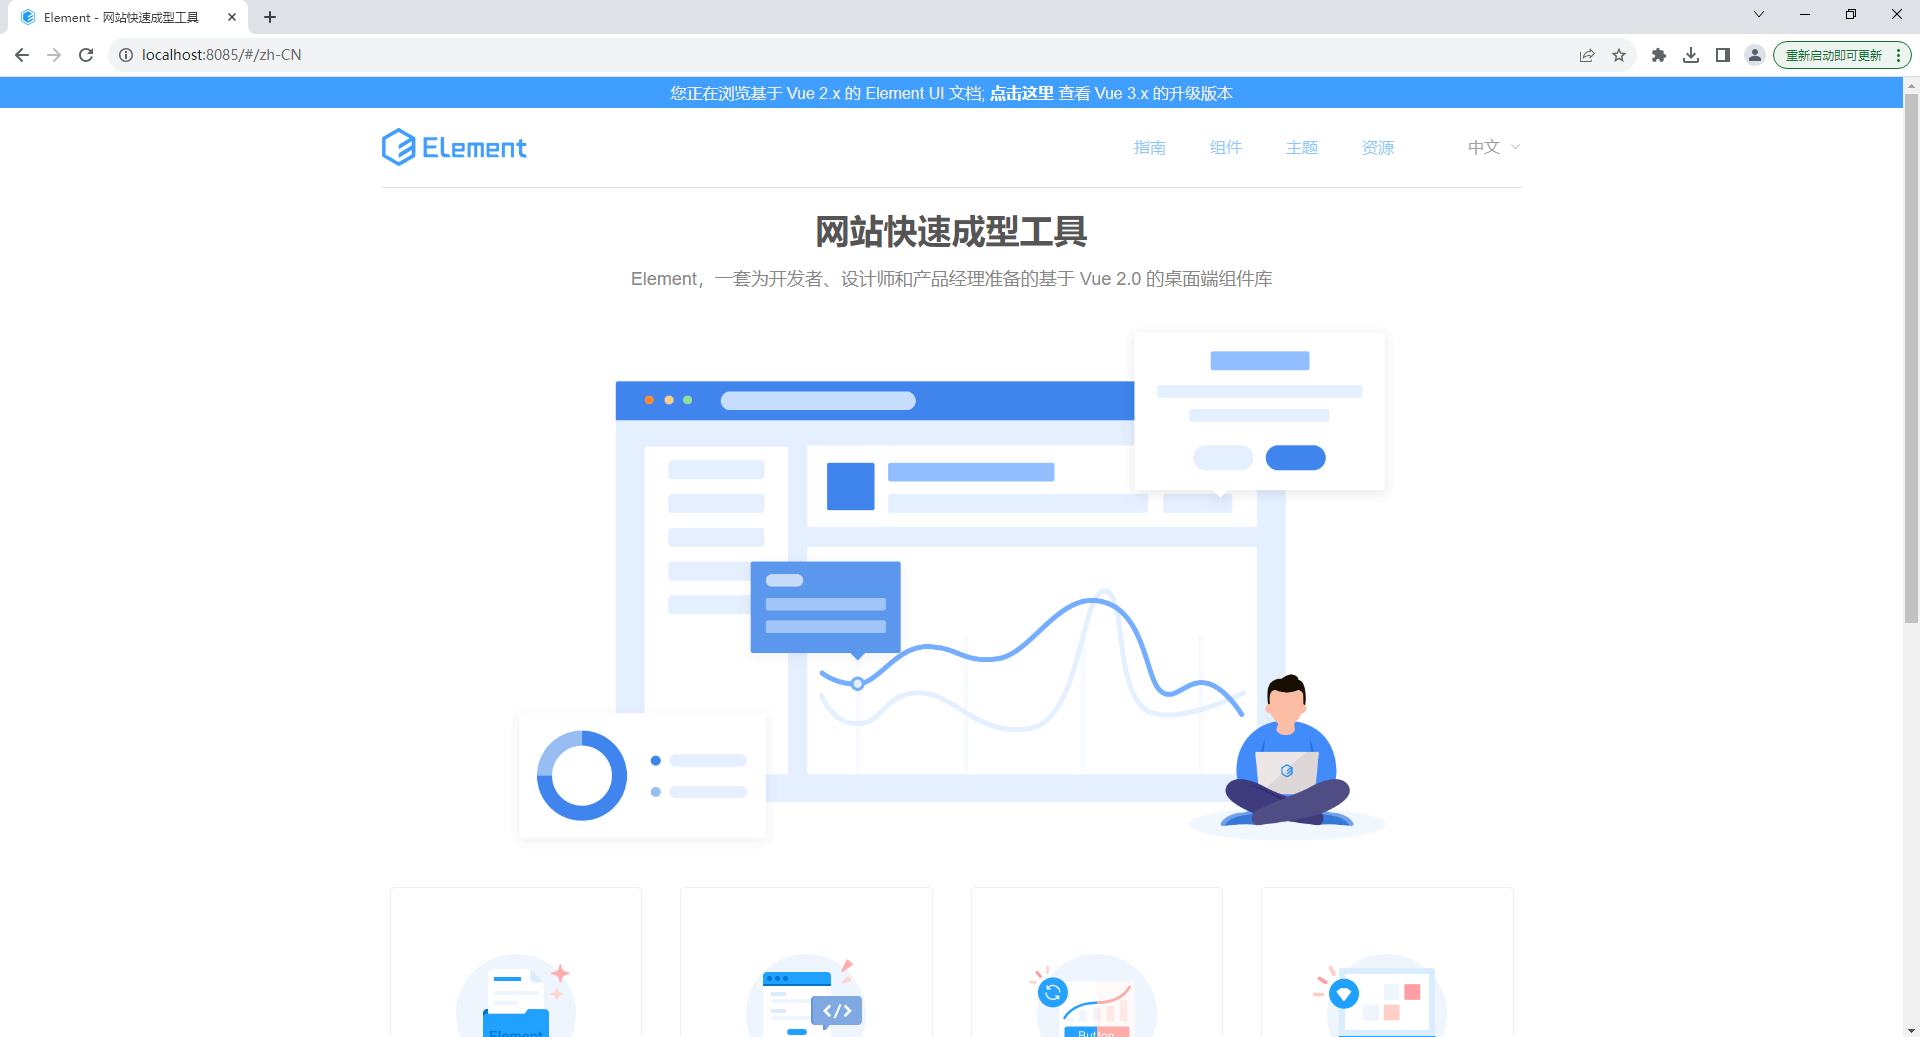 Element - 网站快速成型工具
localhost:8085/#/zh-CN
重新启动即可更新
您正在浏览基于 Vue 2.x 的 Element UI 文档; 点击这里 查看 Vue 3.x 的升级版本
Element
指南 组件 主题 资源 中文
网站快速成型工具
Element，一套为开发者、设计师和产品经理准备的基于 Vue 2.0 的桌面端组件库
Element
</>
Button